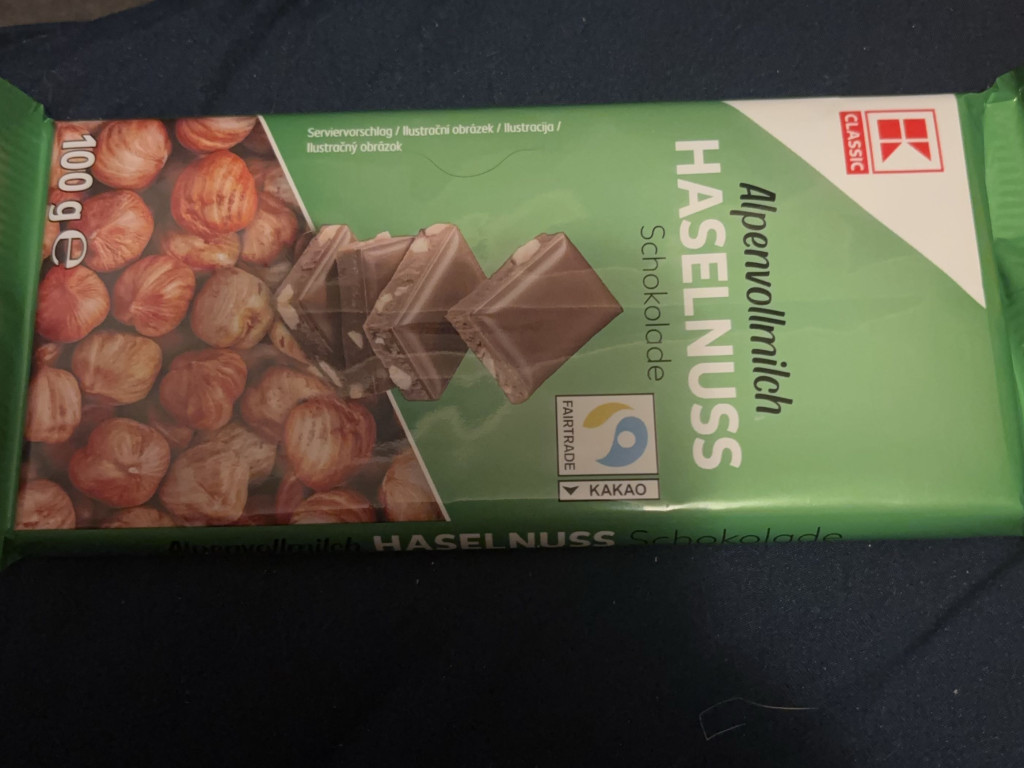 CLASSIC
Alpenvollmilch
HASELNUSS
Schokolade
FAIRTRADE
KAKAO
Serviervorschlag / Ilustrační obrázek / Ilustracija /
Ilustračný obrázok
100 g e
Alpenvollmilch HASELNUSS Schokolade